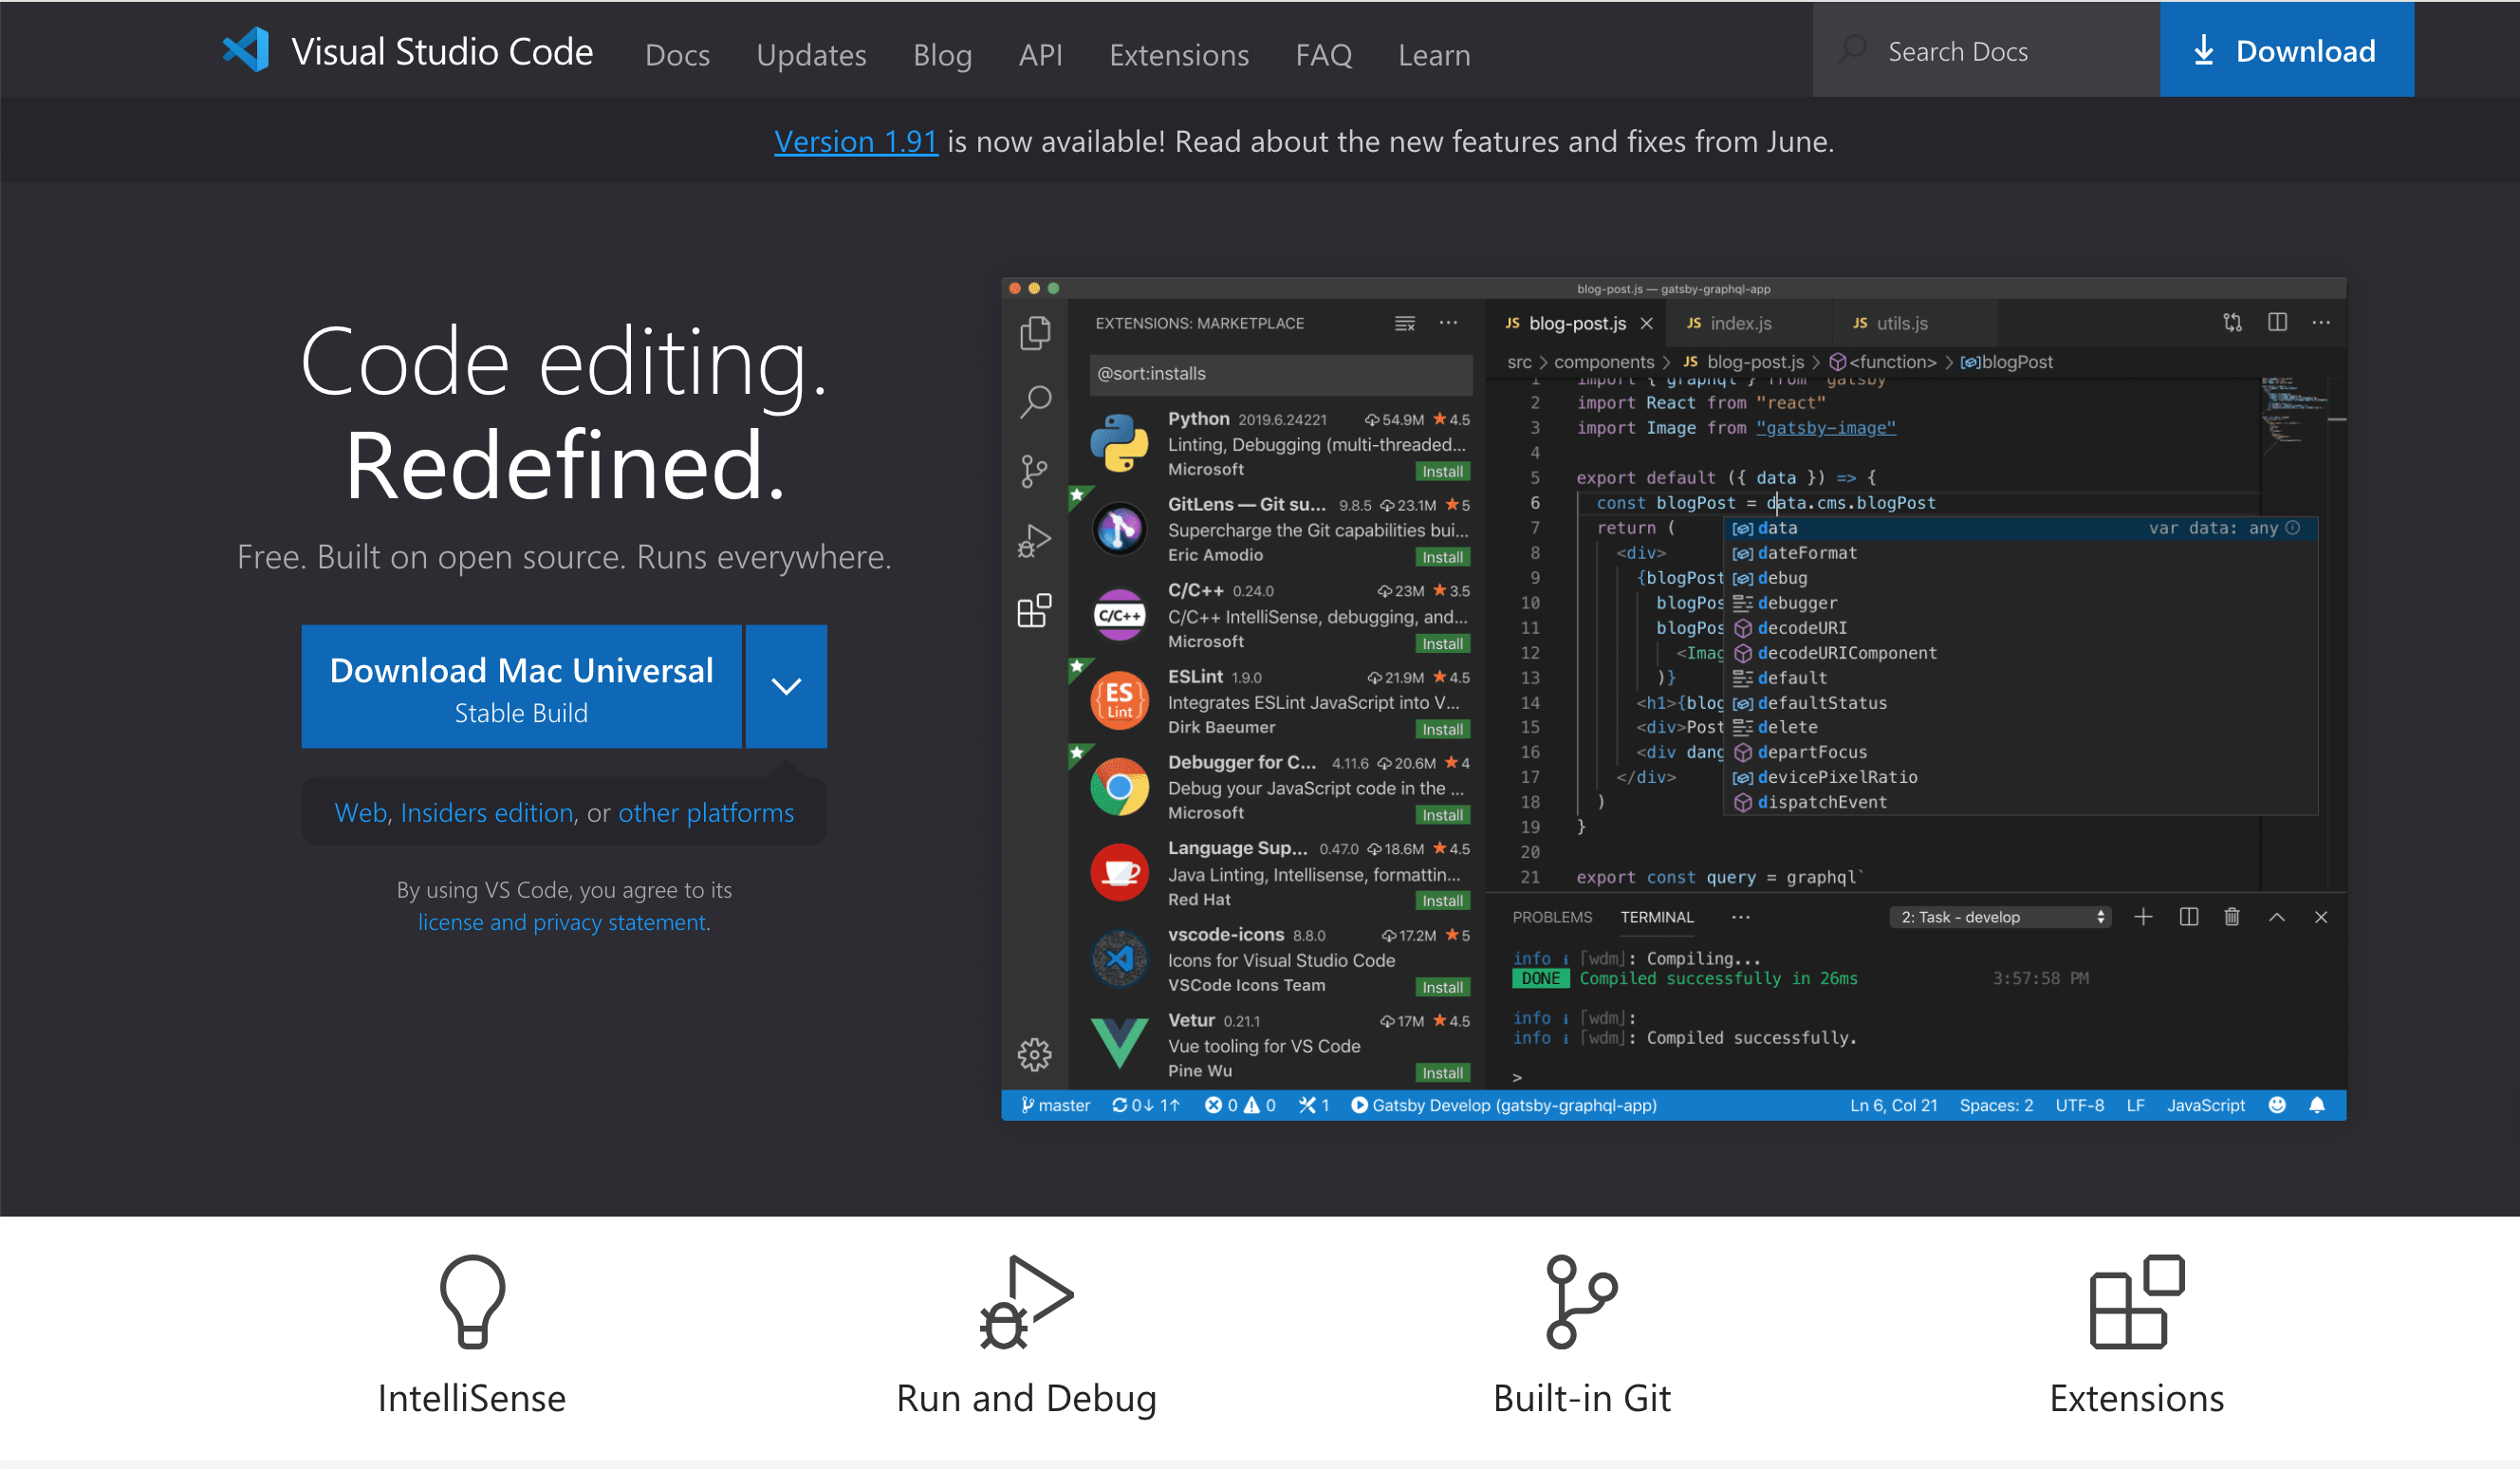 Visual Studio Code Docs Updates Blog API Extensions FAQ Learn Search Docs Download
Version 1.91 is now available! Read about the new features and fixes from June.
Code editing.
Redefined.
Free. Built on open source. Runs everywhere.
Download Mac Universal
Stable Build
Web, Insiders edition, or other platforms
By using VS Code, you agree to its
license and privacy statement.
blog-post.js — gatsby-graphql-app
EXTENSIONS: MARKETPLACE
@sort:installs
Python 2019.6.24221 54.9M 4.5
Linting, Debugging (multi-threaded...
Microsoft Install
GitLens — Git su... 9.8.5 23.1M 5
Supercharge the Git capabilities bui...
Eric Amodio Install
C/C++
C/C++ 0.24.0 23M 3.5
C/C++ IntelliSense, debugging, and...
Microsoft Install
ES
Lint
ESLint 1.9.0 21.9M 4.5
Integrates ESLint JavaScript into V...
Dirk Baeumer Install
Debugger for C... 4.11.6 20.6M 4
Debug your JavaScript code in the ...
Microsoft Install
Language Sup... 0.47.0 18.6M 4.5
Java Linting, Intellisense, formattin...
Red Hat Install
vscode-icons 8.8.0 17.2M 5
Icons for Visual Studio Code
VSCode Icons Team Install
Vetur 0.21.1 17M 4.5
Vue tooling for VS Code
Pine Wu Install
JS blog-post.js JS index.js JS utils.js
src > components > JS blog-post.js > <function> > blogPost
1 import { graphql } from "gatsby"
2 import React from "react"
3 import Image from "gatsby-image"
4
5 export default ({ data }) => {
6 const blogPost = data.cms.blogPost
7 return (
8 <div>
9 {blogPost
10 blogPos
11 blogPos
12 <Imag
13 )}
14 <h1>{blog
15 <div>Post
16 <div dang
17 </div>
18 )
19 }
20
21 export const query = graphql`
data var data: any
dateFormat
debug
debugger
decodeURI
decodeURIComponent
default
defaultStatus
delete
departFocus
devicePixelRatio
dispatchEvent
PROBLEMS TERMINAL ... 2: Task - develop
info i ｢wdm｣: Compiling...
DONE Compiled successfully in 26ms 3:57:58 PM
info i ｢wdm｣:
info i ｢wdm｣: Compiled successfully.
>
master 0↓ 1↑ 0 0 1 Gatsby Develop (gatsby-graphql-app) Ln 6, Col 21 Spaces: 2 UTF-8 LF JavaScript
IntelliSense
Run and Debug
Built-in Git
Extensions